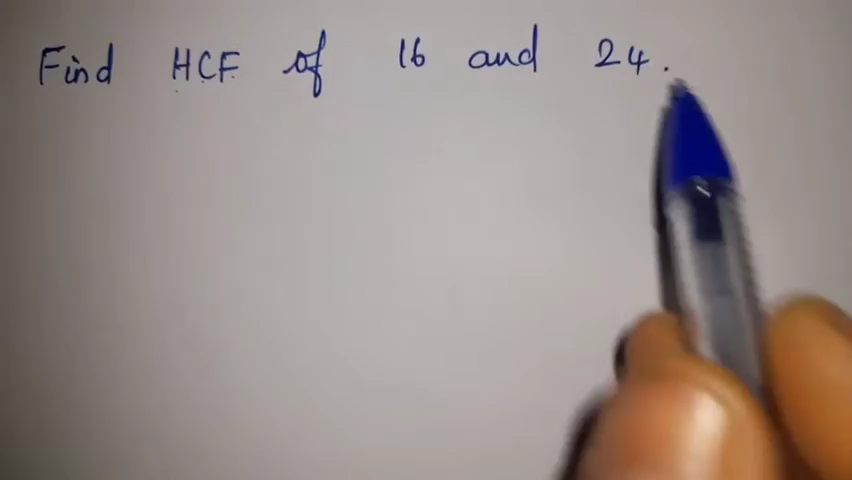 Find HCF of 16 and 24.